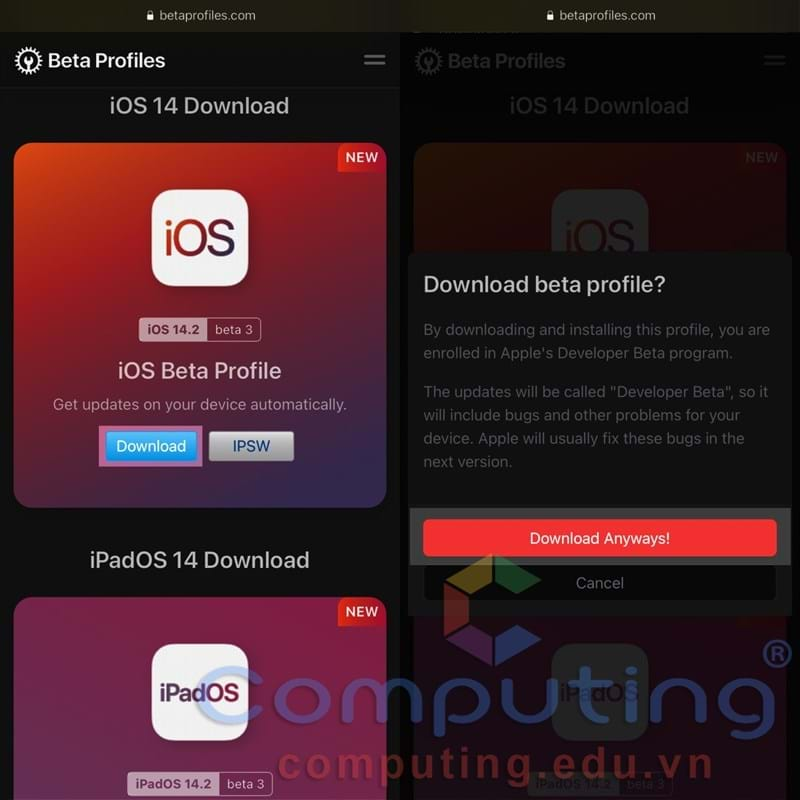 betaprofiles.com
Beta Profiles
iOS 14 Download
NEW
iOS
iOS 14.2 beta 3
iOS Beta Profile
Get updates on your device automatically.
Download IPSW
iPadOS 14 Download
NEW
iPadOS
iPadOS 14.2 beta 3
betaprofiles.com
Beta Profiles
iOS 14 Download
NEW
iOS
Download beta profile?
By downloading and installing this profile, you are
enrolled in Apple's Developer Beta program.
The updates will be called "Developer Beta", so it
will include bugs and other problems for your
device. Apple will usually fix these bugs in the
next version.
Download Anyways!
Cancel
iPadOS
iPadOS 14.2 beta 3
Computing®
computing.edu.vn